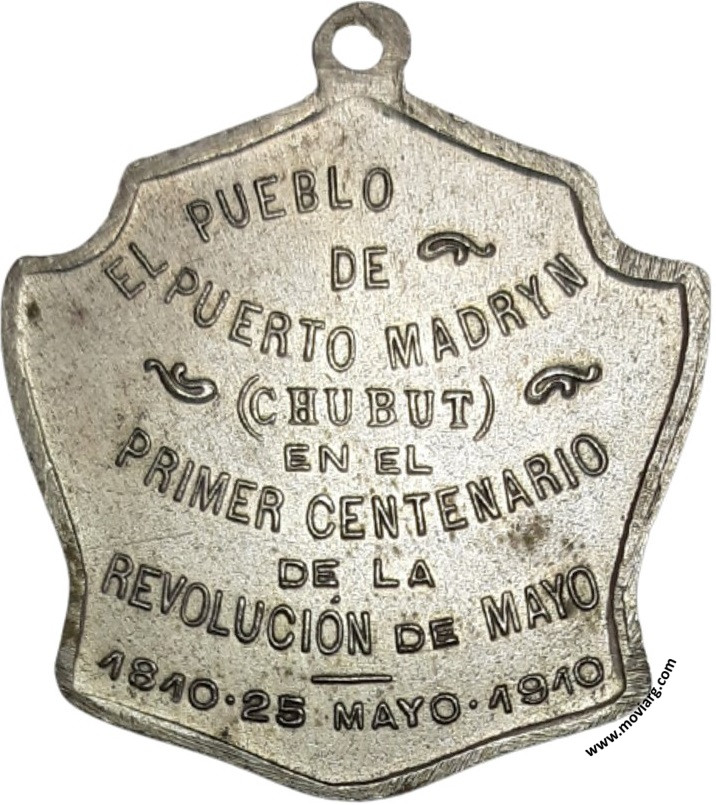 EL PUEBLO
DE
PUERTO MADRYN
(CHUBUT)
EN EL
PRIMER CENTENARIO
DE LA
REVOLUCIÓN DE MAYO
1810·25 MAYO·1910
www.moviarg.com